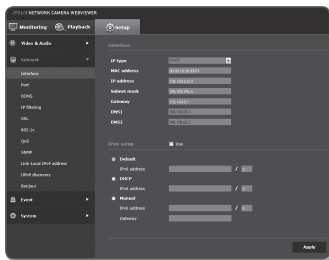 iPOLiS NETWORK CAMERA WEBVIEWER
Monitoring
Playback
Setup
Video & Audio
Network
Interface
Port
DDNS
IP filtering
SSL
802.1x
QoS
SNMP
Link-Local IPv4 address
UPnP discovery
Bonjour
Event
System
Interface
IP type
MAC address
IP address
Subnet mask
Gateway
DNS1
DNS2
IPv6 setup
Use
Default
IPv6 address
/
DHCP
IPv6 address
/
Manual
IPv6 address
/
Gateway
Apply